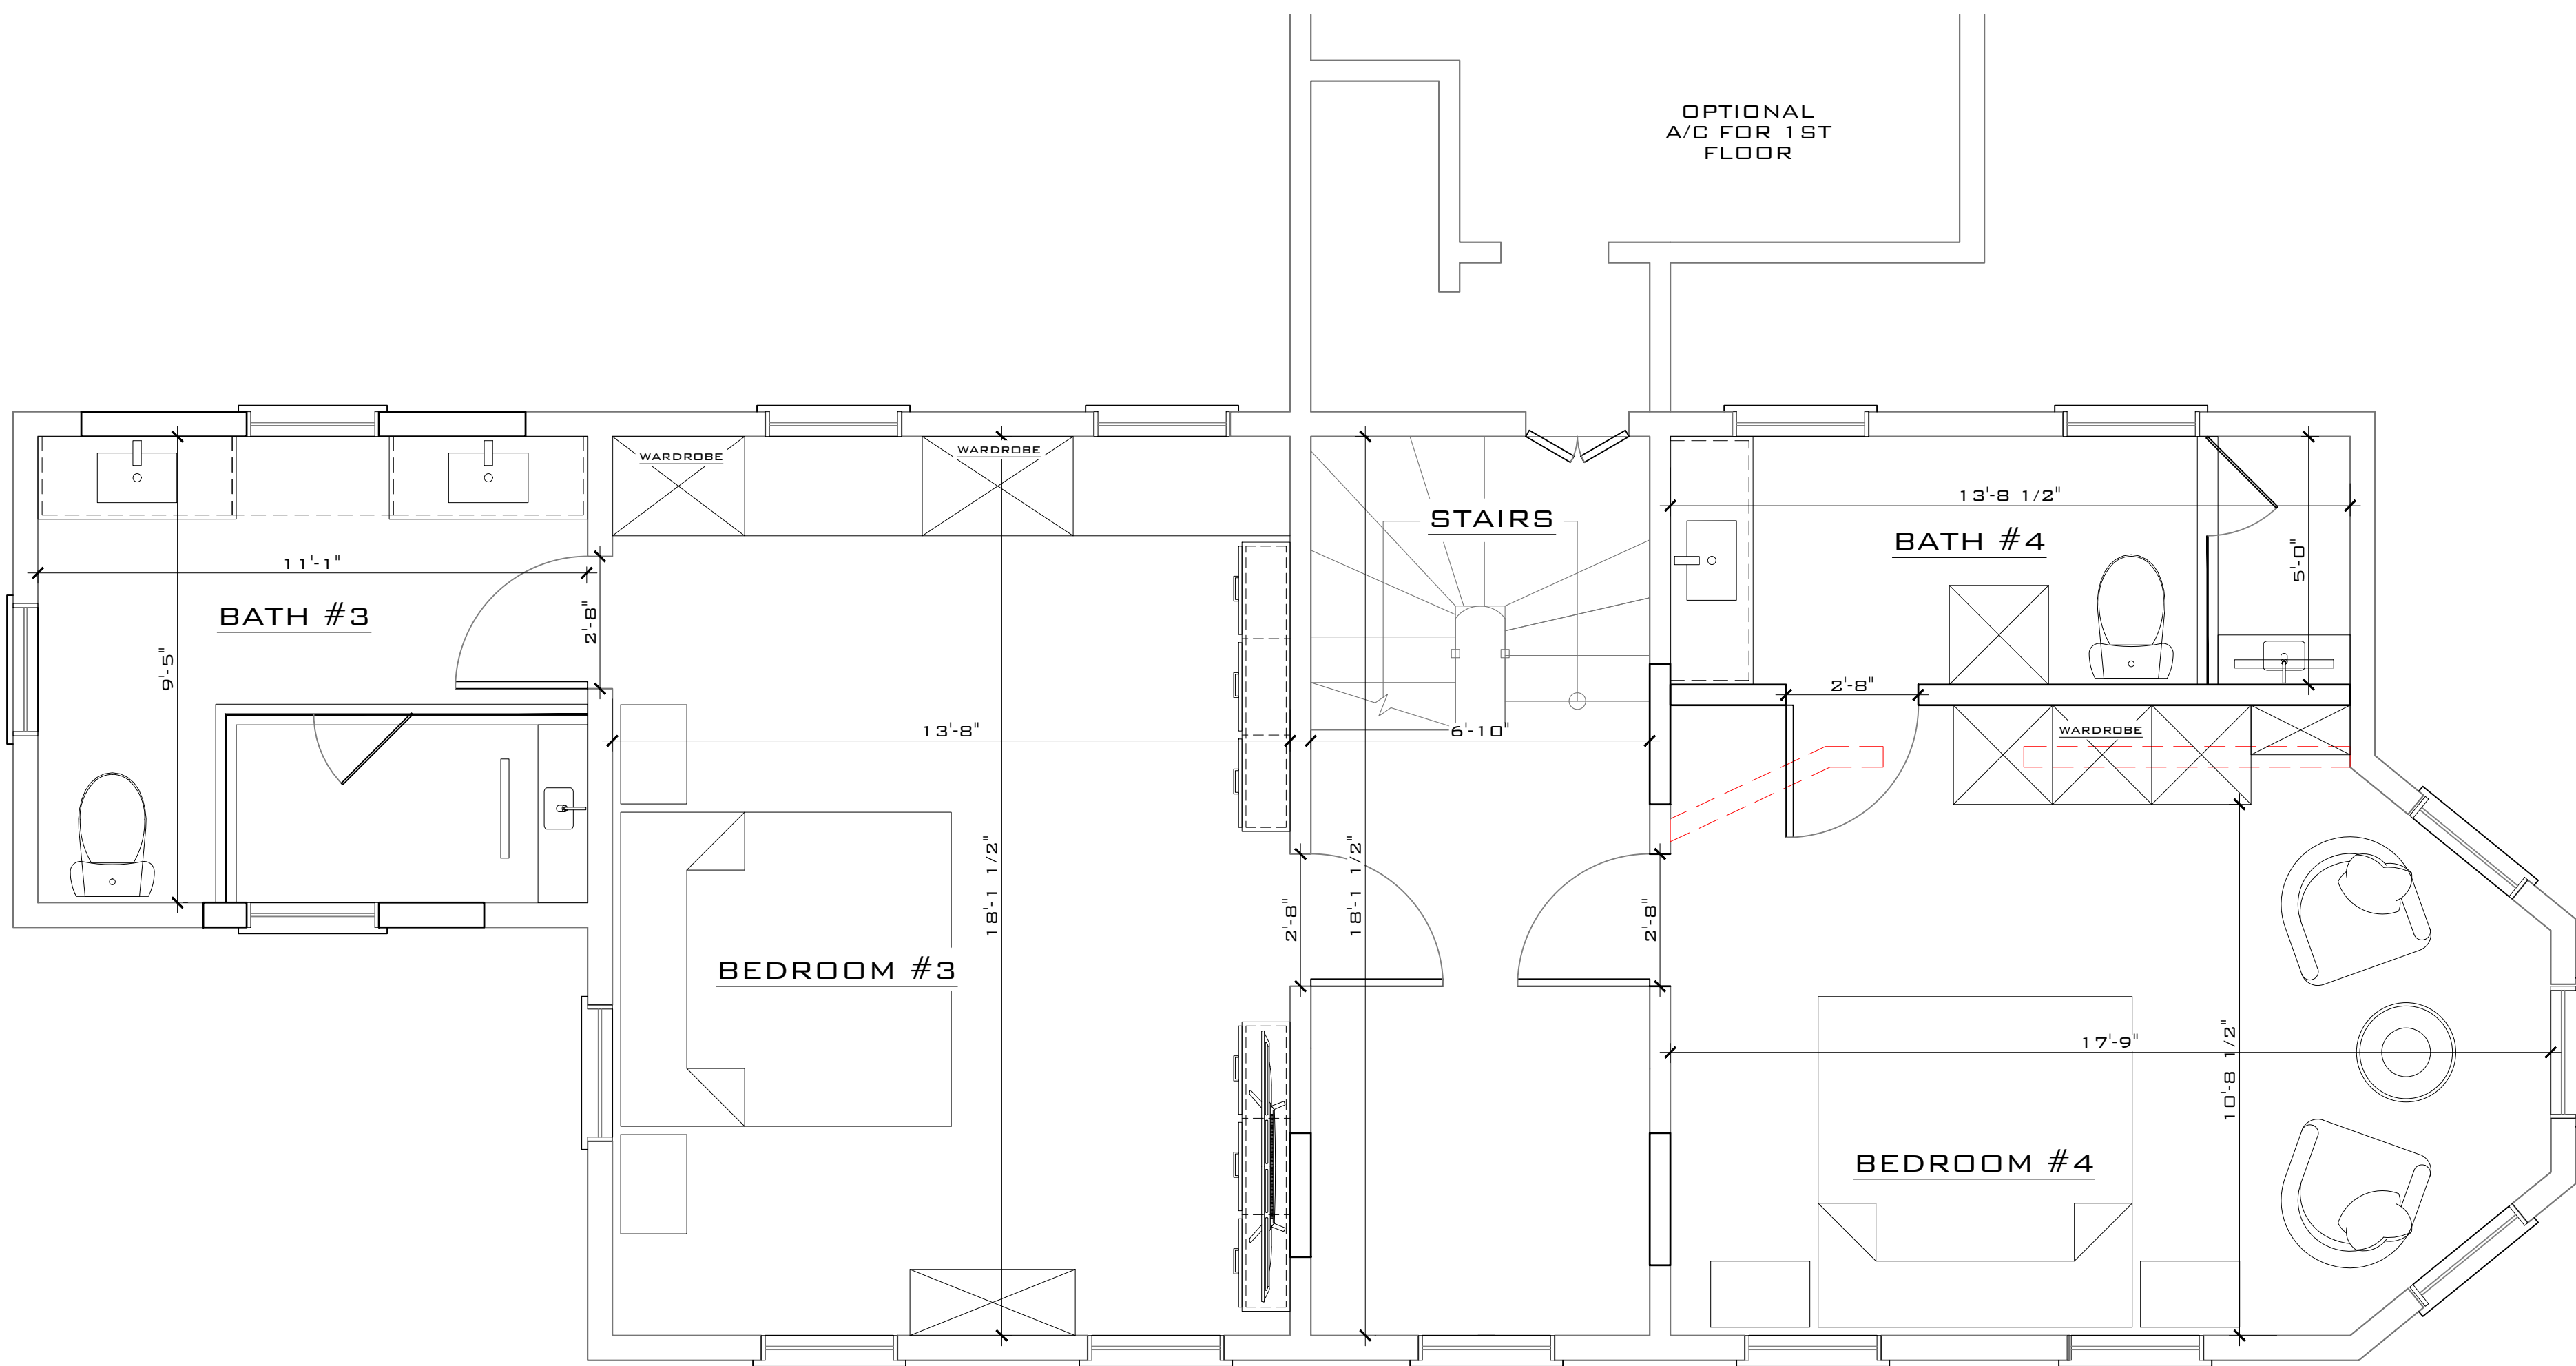 OPTIONAL
A/C FOR 1ST
FLOOR
WARDROBE
WARDROBE
STAIRS
13'-8 1/2"
BATH #4
5'-0"
11'-1"
BATH #3
2'-8"
9'-5"
2'-8"
WARDROBE
13'-8"
6'-10"
18'-1 1/2"
18'-1 1/2"
2'-8"
2'-8"
BEDROOM #3
17'-9"
10'-8 1/2"
BEDROOM #4